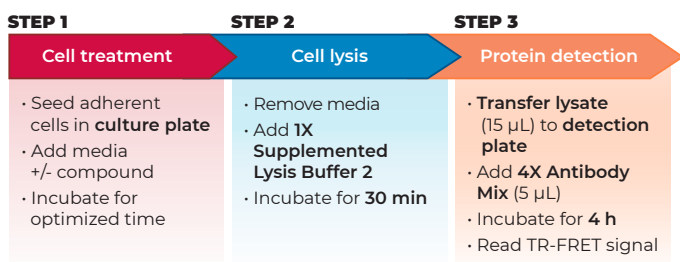 STEP 1
Cell treatment
· Seed adherent
cells in culture plate
· Add media
+/- compound
· Incubate for
optimized time
STEP 2
Cell lysis
· Remove media
· Add 1X
Supplemented
Lysis Buffer 2
· Incubate for 30 min
STEP 3
Protein detection
· Transfer lysate
(15 µL) to detection
plate
· Add 4X Antibody
Mix (5 µL)
· Incubate for 4 h
· Read TR-FRET signal